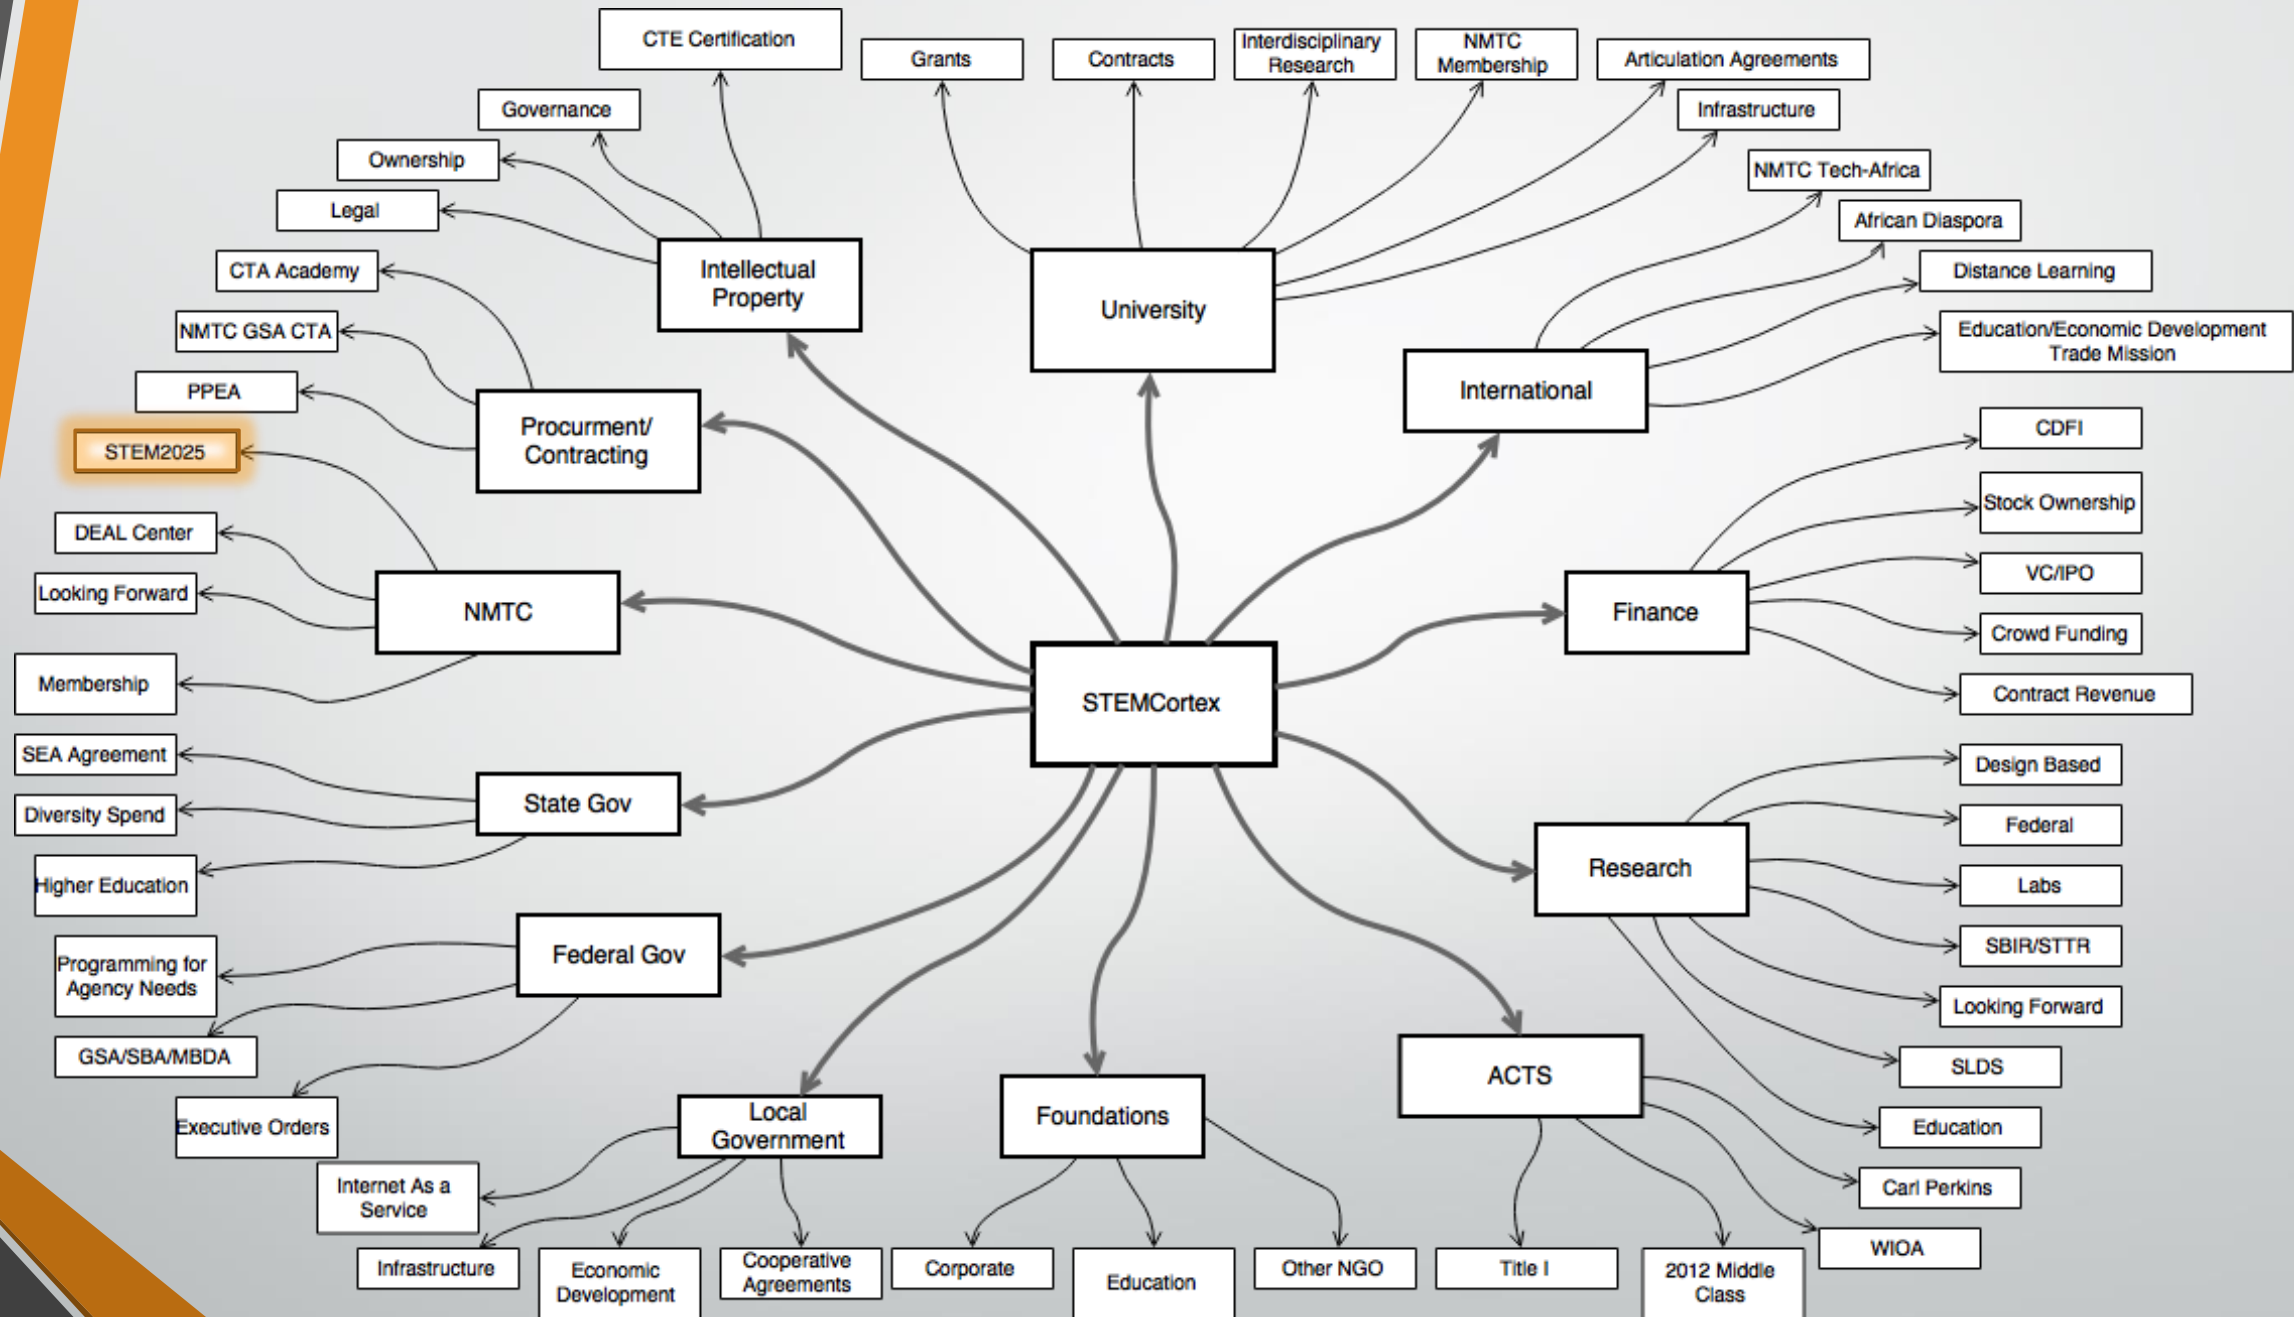 CTE Certification
Grants
Contracts
Interdisciplinary
Research
NMTC
Membership
Articulation Agreements
Governance
Infrastructure
Ownership
NMTC Tech-Africa
Legal
African Diaspora
CTA Academy
Intellectual
Property
University
Distance Learning
NMTC GSA CTA
Education/Economic Development
Trade Mission
PPEA
International
Procurment/
Contracting
CDFI
STEM2025
Stock Ownership
DEAL Center
VC/IPO
Looking Forward
NMTC
Finance
Crowd Funding
Membership
STEMCortex
Contract Revenue
SEA Agreement
Design Based
State Gov
Diversity Spend
Federal
Higher Education
Research
Labs
Federal Gov
SBIR/STTR
Programming for
Agency Needs
Looking Forward
GSA/SBA/MBDA
SLDS
ACTS
Executive Orders
Local
Government
Foundations
Education
Internet As a
Service
Carl Perkins
WIOA
Infrastructure
Economic
Development
Cooperative
Agreements
Corporate
Education
Other NGO
Title I
2012 Middle
Class